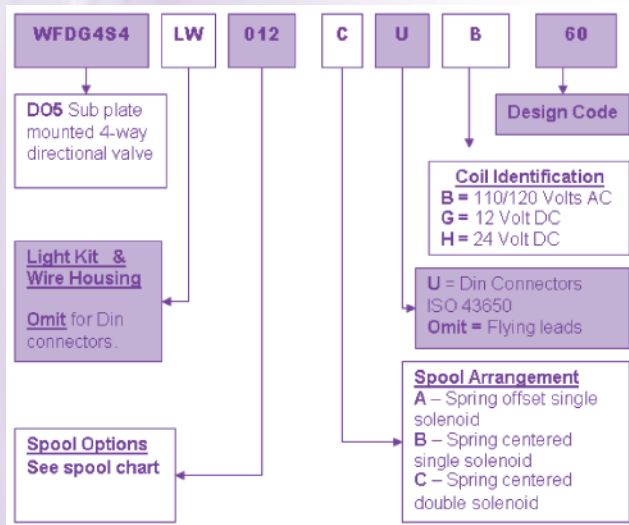 WFDG4S4 LW 012 C U B 60
DO5 Sub plate
mounted 4-way
directional valve
Design Code
Coil Identification
B = 110/120 Volts AC
G = 12 Volt DC
H = 24 Volt DC
Light Kit &
Wire Housing
Omit for Din
connectors.
U = Din Connectors
ISO 43650
Omit = Flying leads
Spool Arrangement
A – Spring offset single
solenoid
B – Spring centered
single solenoid
C – Spring centered
double solenoid
Spool Options
See spool chart